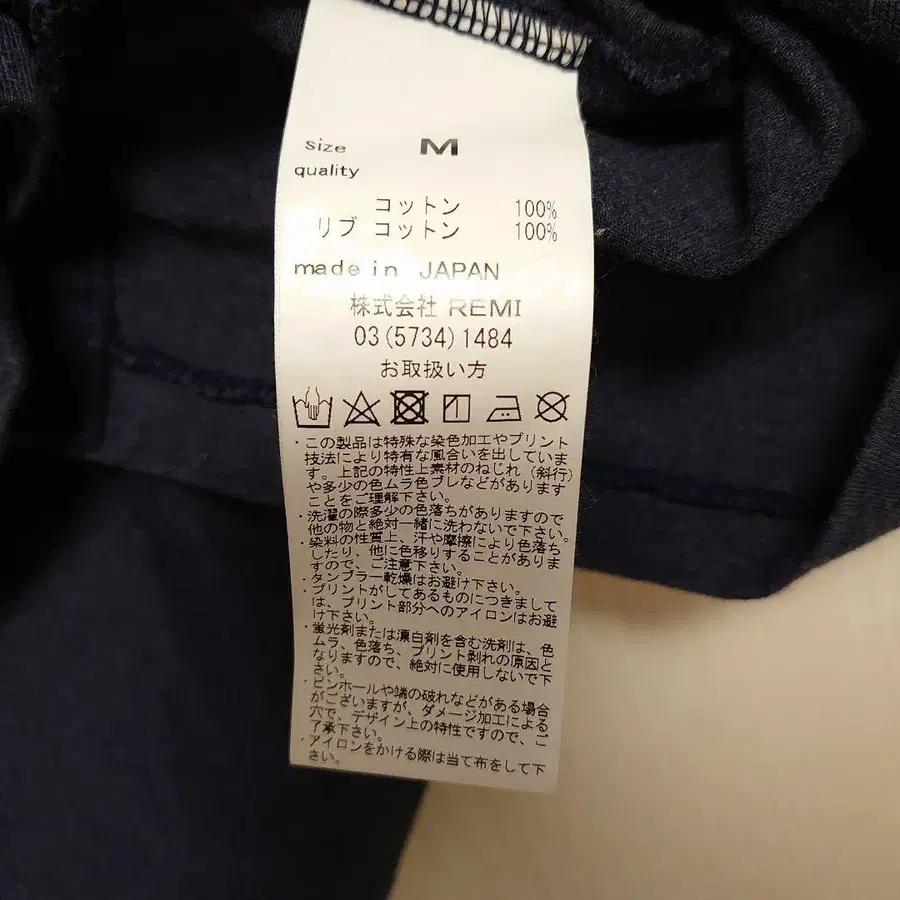 size M
quality
コットン 100%
リブ コットン 100%
made in JAPAN
株式会社 REMI
03(5734)1484
お取扱い方
・この製品は特殊な染色加工やプリント
技法により特有な風合いを出していま
す。上記の特性上素材のねじれ(斜行)
や多少の色ムラ色ブレなどがあります
ことをご理解下さい。
・洗濯の際多少の色落ちがありますので
他の物と絶対一緒に洗わないで下さい。
・染料の性質上、汗や摩擦により色落ち
したり、他に色移りすることがありま
すので、ご注意下さい。
・タンブラー乾燥はお避け下さい。
・プリントがしてあるものにつきまして
は、プリント部分へのアイロンはお避
け下さい。
・蛍光剤または漂白剤を含む洗剤は、色
ムラ、色落ち、プリント剥れの原因と
なりますので、絶対に使用しないで下
さい。
・ピンホールや端の破れなどがある場合
がございますが、ダメージ加工による
穴で、デザイン上の特性ですので、ご
了承下さい。
・アイロンをかける際は当て布をして下
さい。